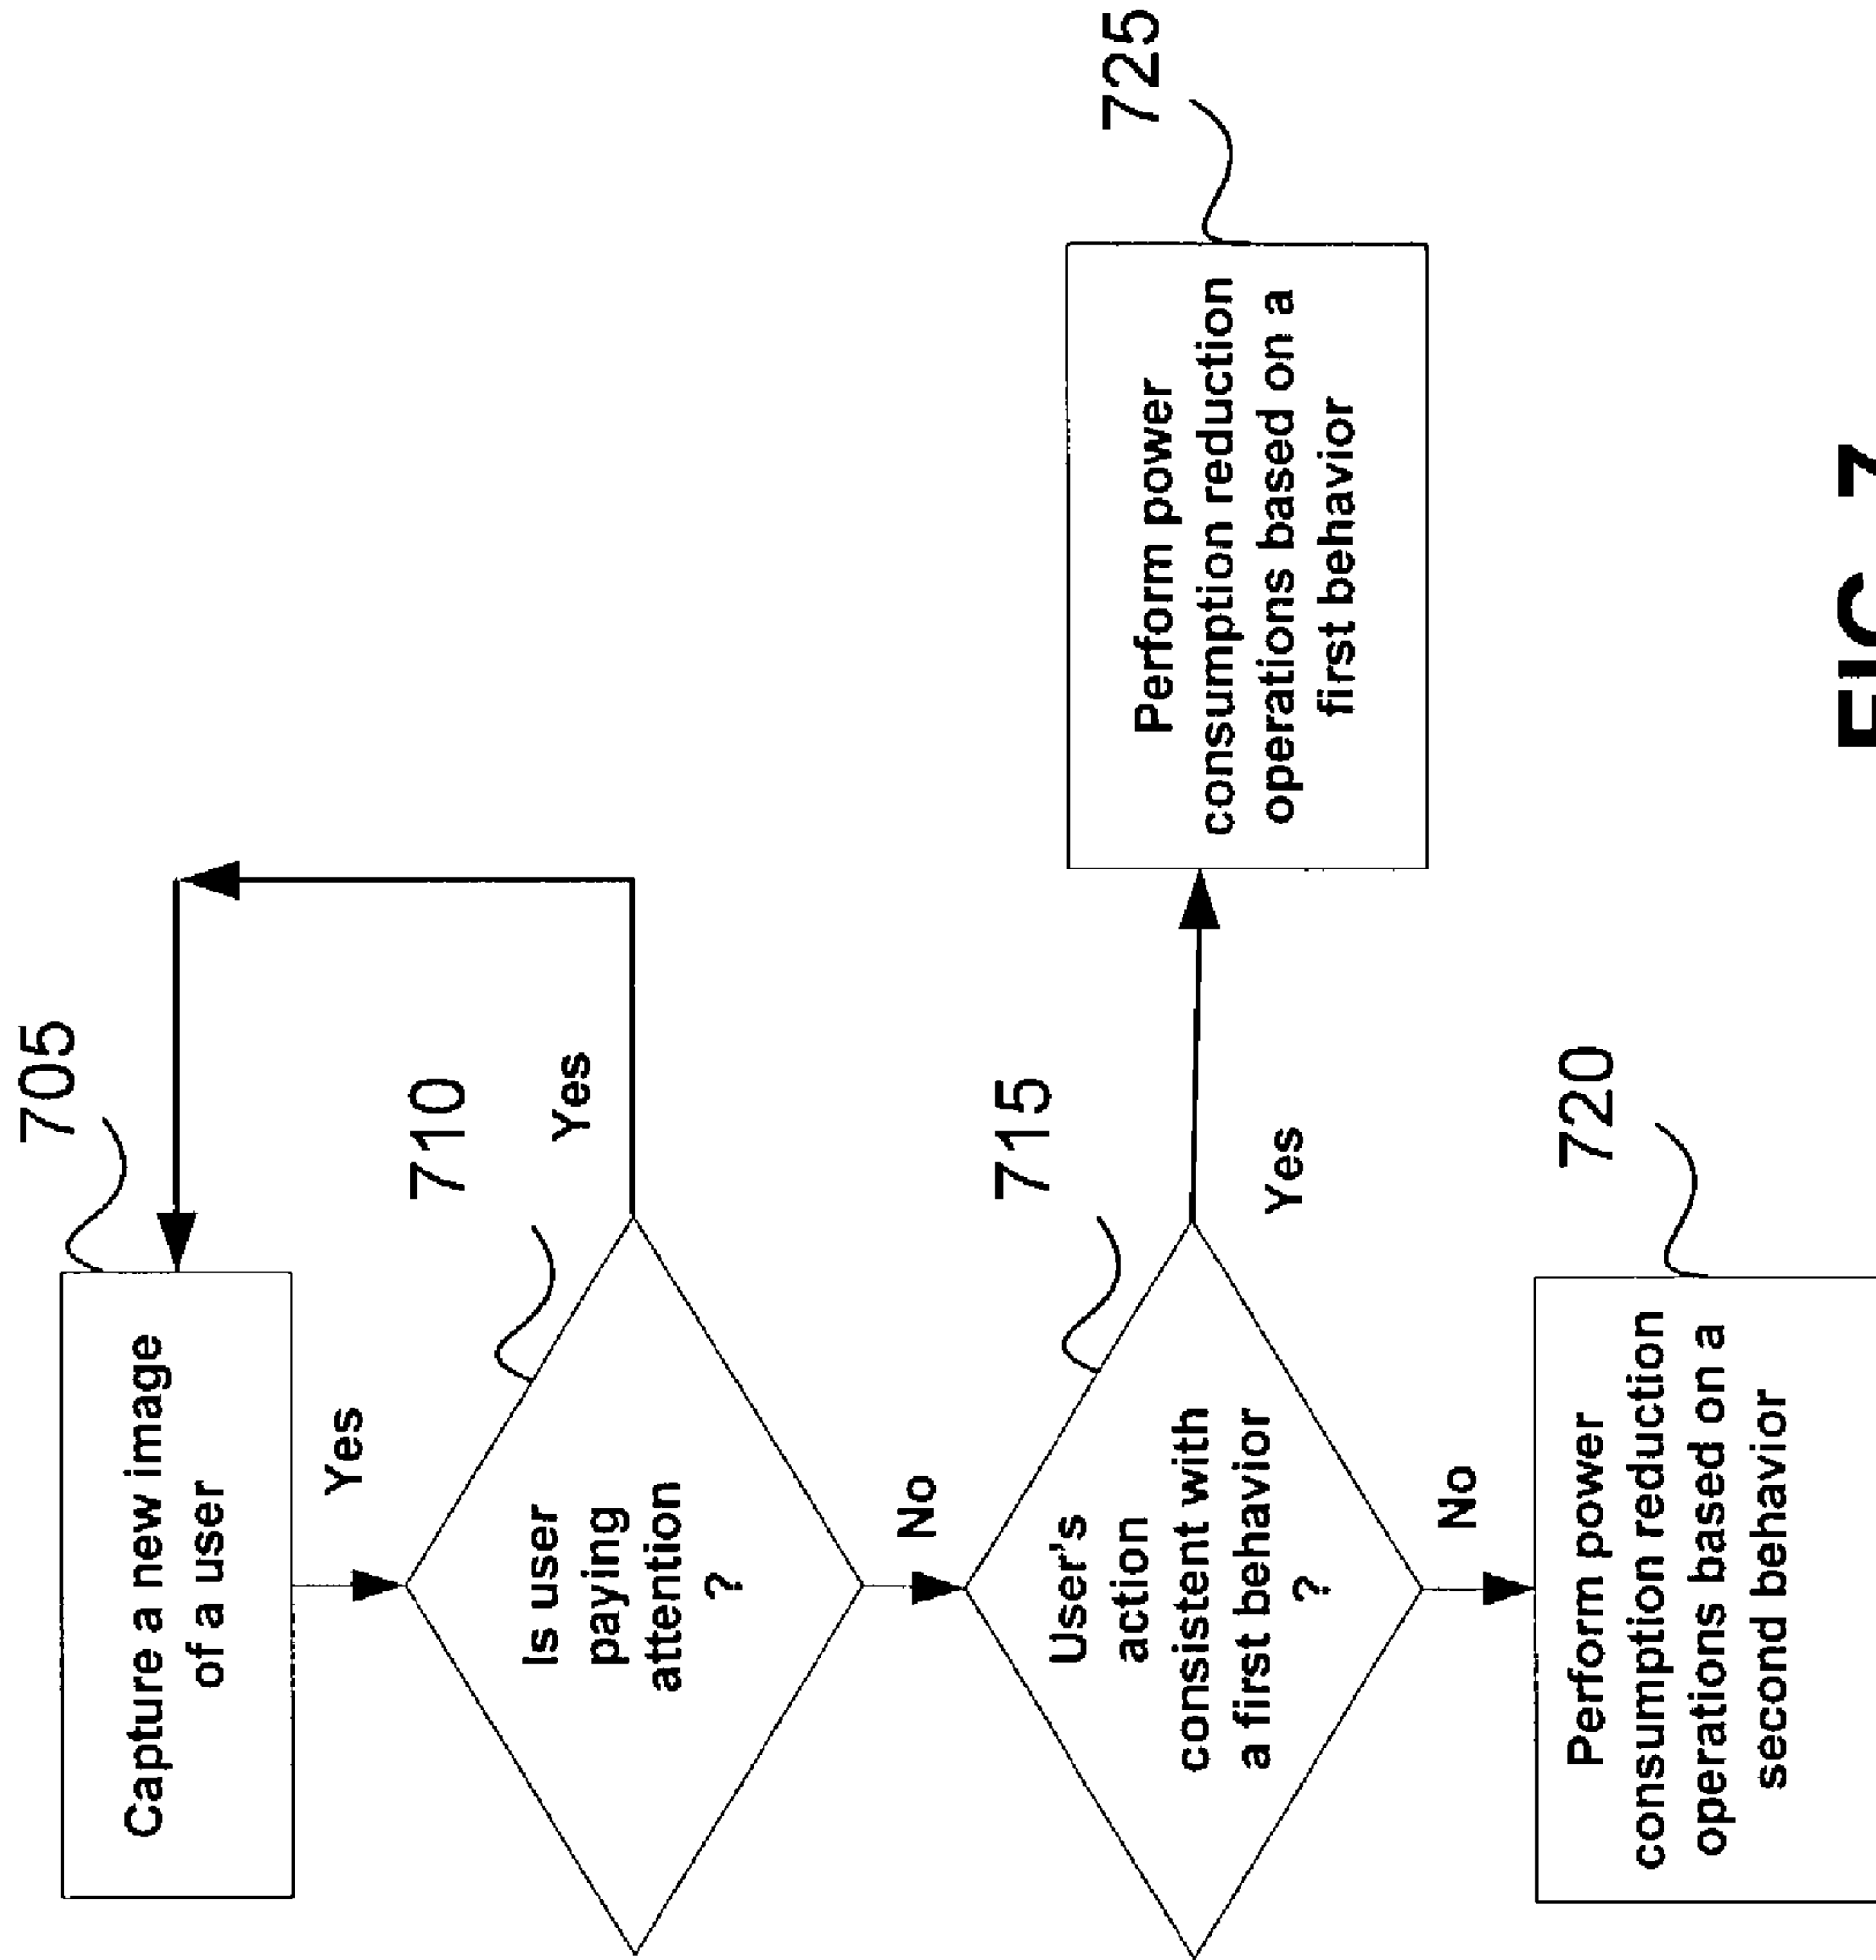 705
Capture a new image
of a user
Yes
710
Is user
paying
attention
?
Yes
No
715
User's
action
consistent with
a first behavior
?
Yes
725
Perform power
consumption reduction
operations based on a
first behavior
No
720
Perform power
consumption reduction
operations based on a
second behavior
FIG. 7